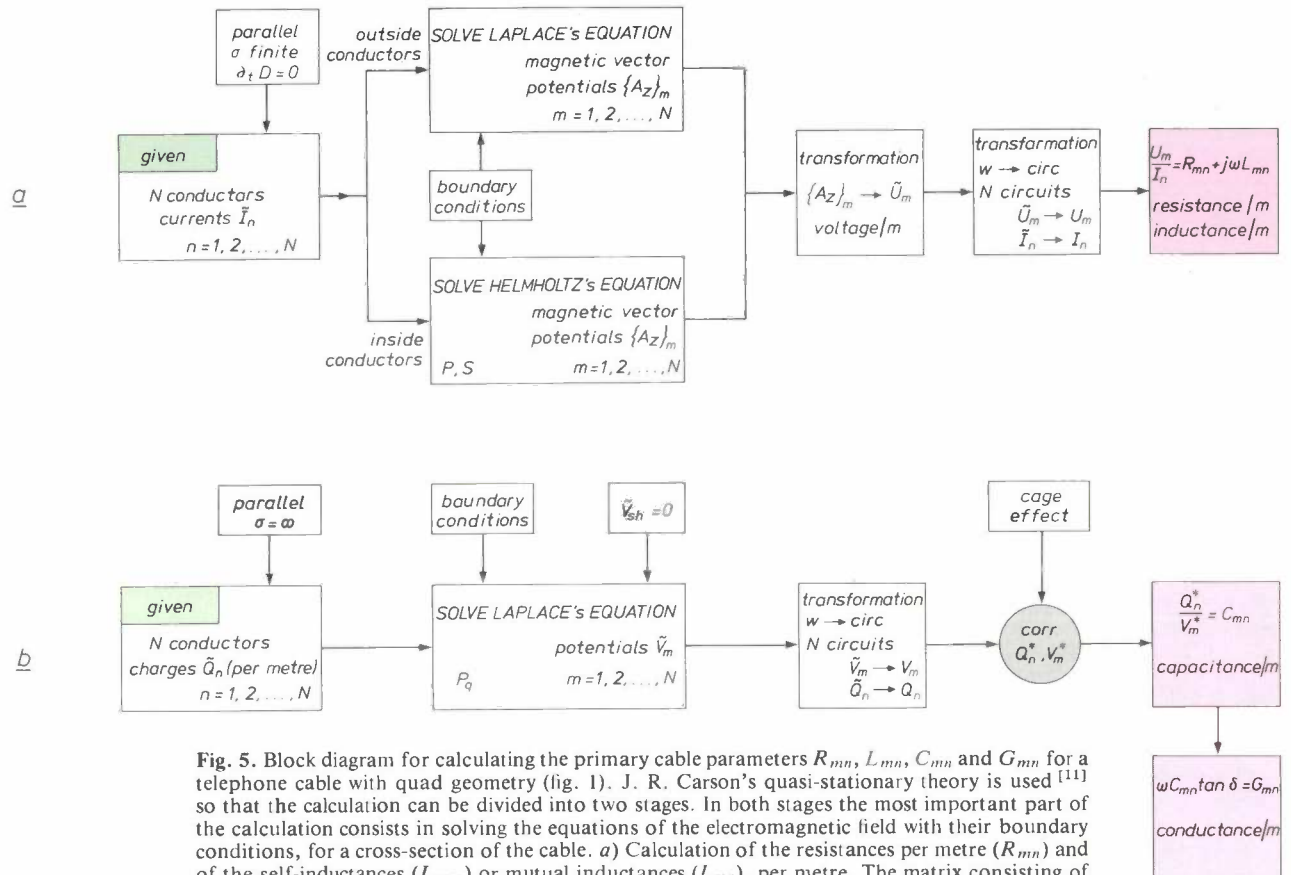 a
parallel
σ finite
∂t D = 0
given
N conductors
currents Ĩn
n = 1, 2, ..., N
outside
conductors
SOLVE LAPLACE's EQUATION
magnetic vector
potentials {Az}m
m = 1, 2, ..., N
boundary
conditions
inside
conductors
SOLVE HELMHOLTZ's EQUATION
magnetic vector
potentials {Az}m
P, S m = 1, 2, ..., N
transformation
{Az}m → Ũm
voltage/m
transformation
w → circ
N circuits
Ũm → Um
Ĩn → In
Um/In = Rmn + jωLmn
resistance/m
inductance/m
b
parallel
σ = ∞
given
N conductors
charges Q̃n (per metre)
n = 1, 2, ..., N
boundary
conditions
Ṽsh = 0
SOLVE LAPLACE's EQUATION
potentials Ṽm
Pq m = 1, 2, ..., N
transformation
w → circ
N circuits
Ṽm → Vm
Q̃n → Qn
cage
effect
corr
Q*n, V*m
Q*n/V*m = Cmn
capacitance/m
ωCmn tan δ = Gmn
conductance/m
Fig. 5. Block diagram for calculating the primary cable parameters Rmn, Lmn, Cmn and Gmn for a
telephone cable with quad geometry (fig. 1). J. R. Carson's quasi-stationary theory is used [11]
so that the calculation can be divided into two stages. In both stages the most important part of
the calculation consists in solving the equations of the electromagnetic field with their boundary
conditions, for a cross-section of the cable. a) Calculation of the resistances per metre (Rmn) and
of the self-inductances ( ) or mutual inductances ( ), per metre. The matrix consisting of